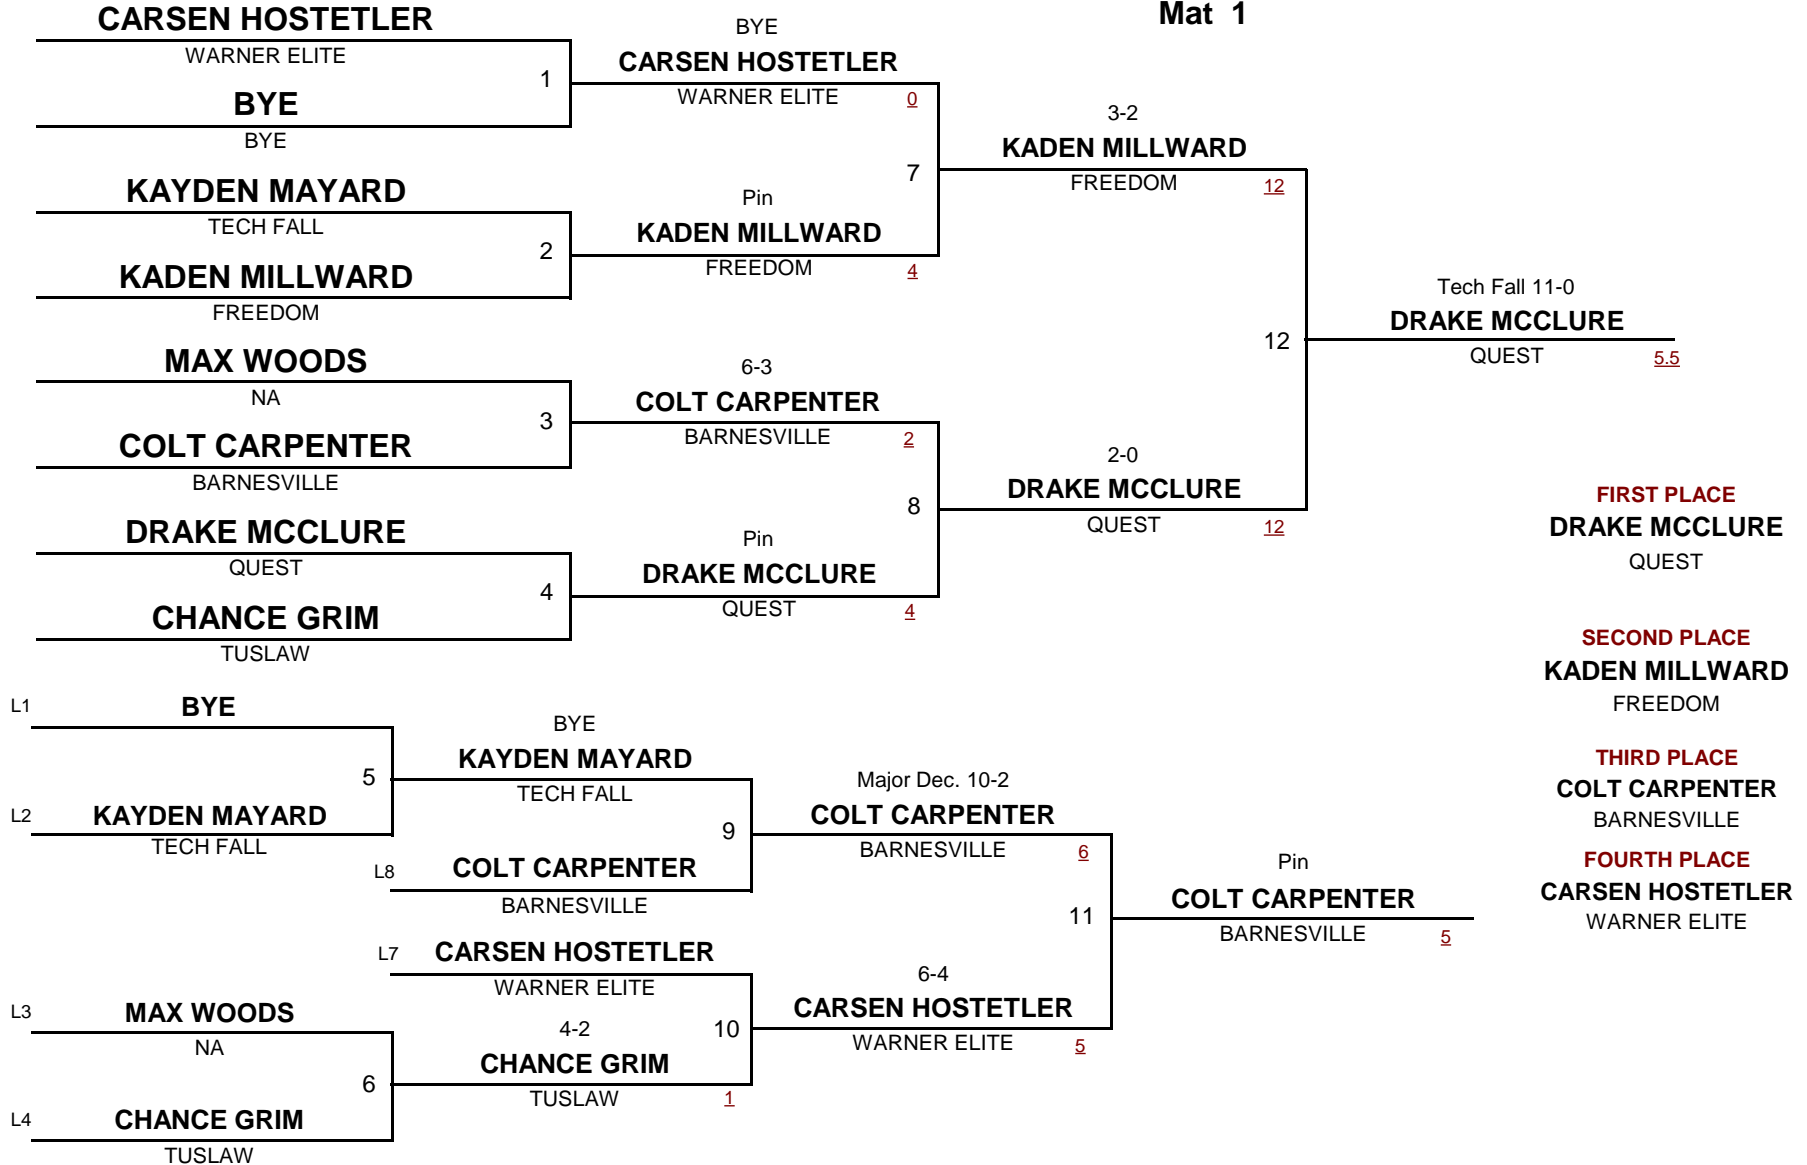 Mat 1
CARSEN HOSTETLER
WARNER ELITE
1
BYE
BYE
KAYDEN MAYARD
TECH FALL
2
KADEN MILLWARD
FREEDOM
MAX WOODS
NA
3
COLT CARPENTER
BARNESVILLE
DRAKE MCCLURE
QUEST
4
CHANCE GRIM
TUSLAW
BYE
CARSEN HOSTETLER
WARNER ELITE 0
7
Pin
KADEN MILLWARD
FREEDOM 4
6-3
COLT CARPENTER
BARNESVILLE 2
8
Pin
DRAKE MCCLURE
QUEST 4
3-2
KADEN MILLWARD
FREEDOM 12
12
2-0
DRAKE MCCLURE
QUEST 12
Tech Fall 11-0
DRAKE MCCLURE
QUEST 5.5
FIRST PLACE
DRAKE MCCLURE
QUEST
SECOND PLACE
KADEN MILLWARD
FREEDOM
THIRD PLACE
COLT CARPENTER
BARNESVILLE
FOURTH PLACE
CARSEN HOSTETLER
WARNER ELITE
L1 BYE
5
L2 KAYDEN MAYARD
TECH FALL
L3 MAX WOODS
NA
6
L4 CHANCE GRIM
TUSLAW
BYE
KAYDEN MAYARD
TECH FALL
9
L8 COLT CARPENTER
BARNESVILLE
L7 CARSEN HOSTETLER
WARNER ELITE
10
4-2
CHANCE GRIM
TUSLAW 1
Major Dec. 10-2
COLT CARPENTER
BARNESVILLE 6
11
6-4
CARSEN HOSTETLER
WARNER ELITE 5
Pin
COLT CARPENTER
BARNESVILLE 5